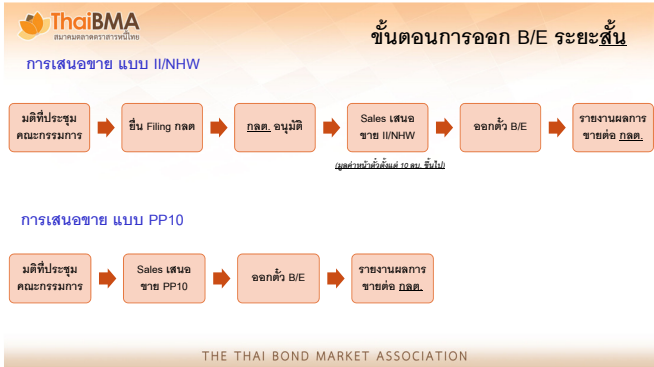 ThaiBMA
สมาคมตลาดตราสารหนี้ไทย
ขั้นตอนการออก B/E ระยะสั้น
การเสนอขาย แบบ II/NHW
มติที่ประชุม
คณะกรรมการ
ยื่น Filing กลต
กลต. อนุมัติ
Sales เสนอ
ขาย II/NHW
ออกตั๋ว B/E
รายงานผลการ
ขายต่อ กลต.
(มูลค่าหน้าตั๋วตั้งแต่ 10 ลบ. ขึ้นไป)
การเสนอขาย แบบ PP10
มติที่ประชุม
คณะกรรมการ
Sales เสนอ
ขาย PP10
ออกตั๋ว B/E
รายงานผลการ
ขายต่อ กลต.
THE THAI BOND MARKET ASSOCIATION